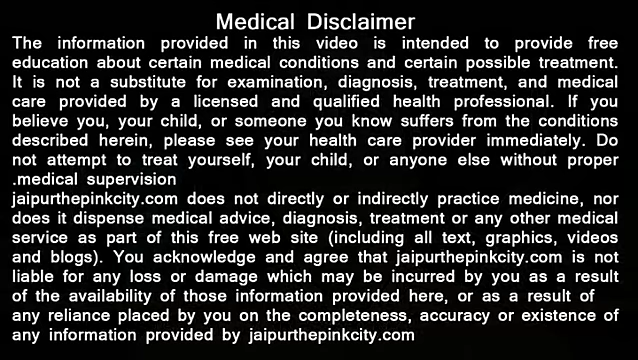 Medical Disclaimer
The information provided in this video is intended to provide free
education about certain medical conditions and certain possible treatment.
It is not a substitute for examination, diagnosis, treatment, and medical
care provided by a licensed and qualified health professional. If you
believe you, your child, or someone you know suffers from the conditions
described herein, please see your health care provider immediately. Do
not attempt to treat yourself, your child, or anyone else without proper
.medical supervision
jaipurthepinkcity.com does not directly or indirectly practice medicine, nor
does it dispense medical advice, diagnosis, treatment or any other medical
service as part of this free web site (including all text, graphics, videos
and blogs). You acknowledge and agree that jaipurthepinkcity.com is not
liable for any loss or damage which may be incurred by you as a result
of the availability of those information provided here, or as a result of
any reliance placed by you on the completeness, accuracy or existence of
any information provided by jaipurthepinkcity.com